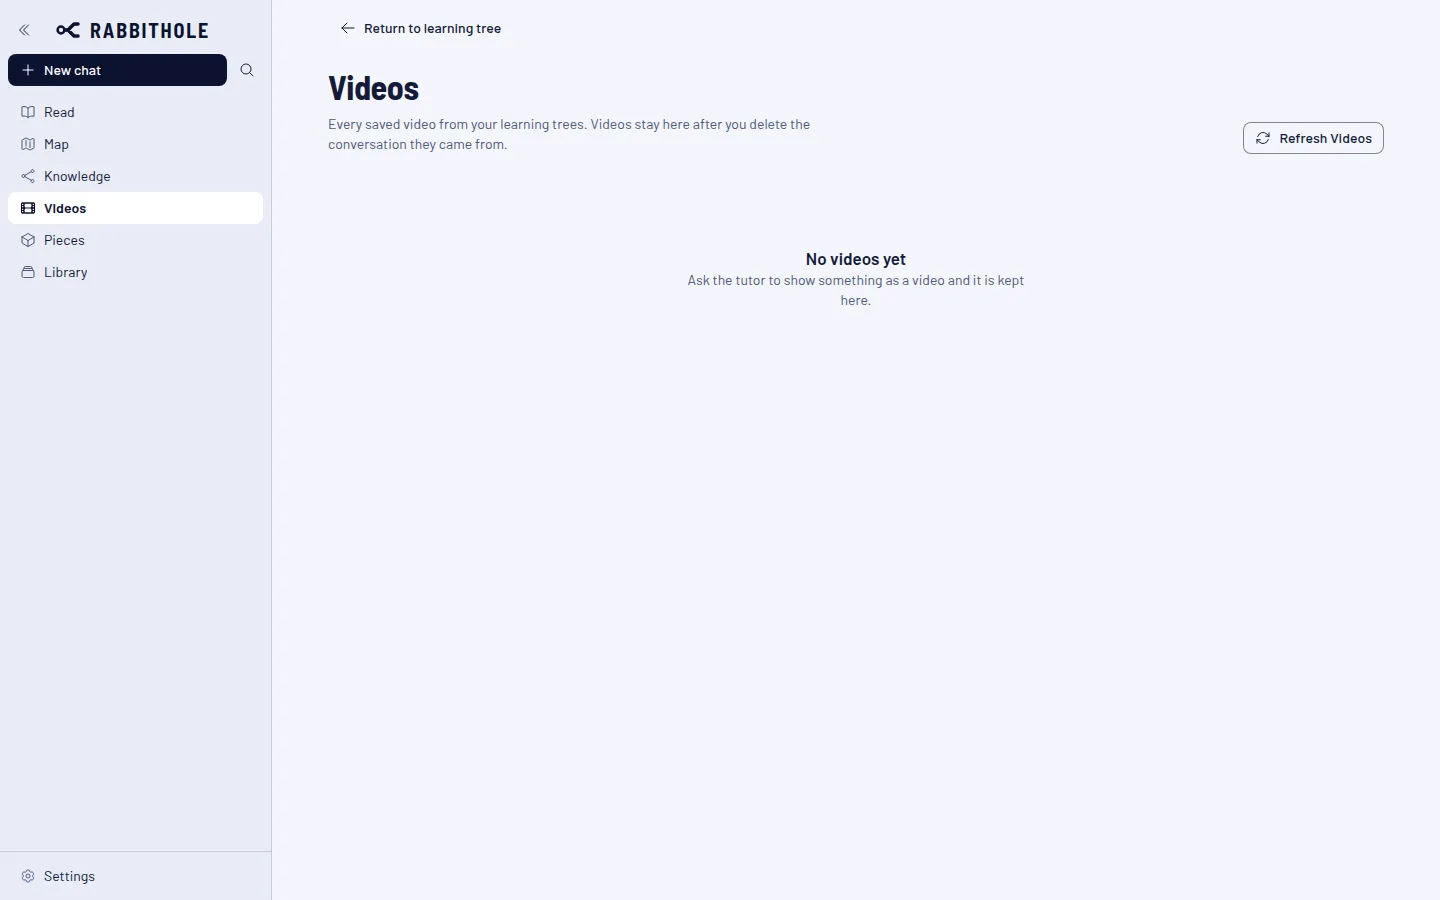 RABBITHOLE
New chat
Read
Map
Knowledge
Videos
Pieces
Library
Settings
Return to learning tree
Videos
Every saved video from your learning trees. Videos stay here after you delete the
conversation they came from.
Refresh Videos
No videos yet
Ask the tutor to show something as a video and it is kept
here.